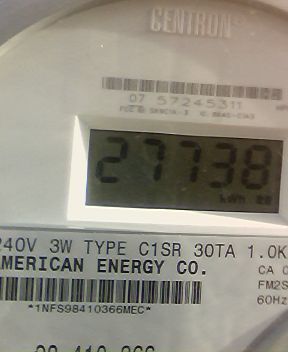 CENTRON
07 57245311
27738
kWh
240V 3W TYPE C1SR 30TA 1.0K
AMERICAN ENERGY CO.
CA 0
FM2S
60Hz
*1NFS98410366MEC*